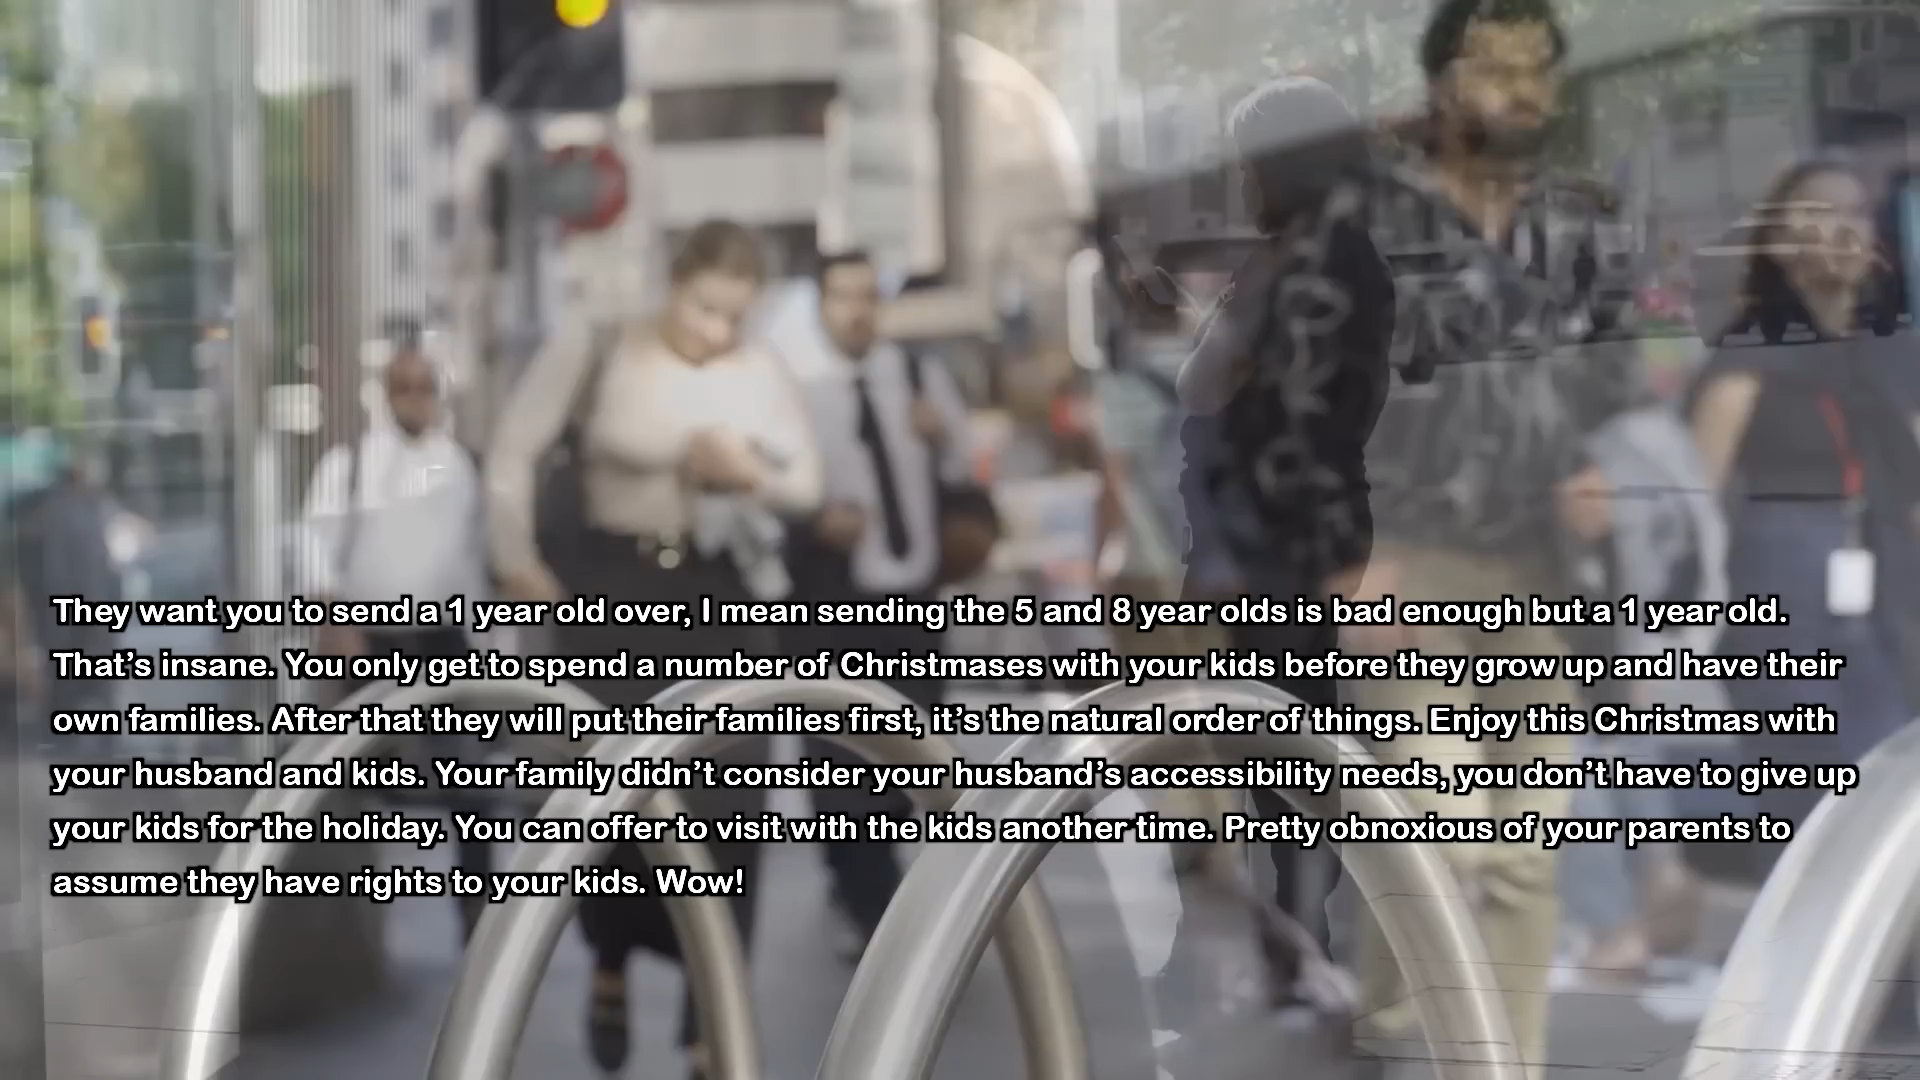 They want you to send a 1 year old over, I mean sending the 5 and 8 year olds is bad enough but a 1 year old.
That’s insane. You only get to spend a number of Christmases with your kids before they grow up and have their
own families. After that they will put their families first, it’s the natural order of things. Enjoy this Christmas with
your husband and kids. Your family didn’t consider your husband’s accessibility needs, you don’t have to give up
your kids for the holiday. You can offer to visit with the kids another time. Pretty obnoxious of your parents to
assume they have rights to your kids. Wow!